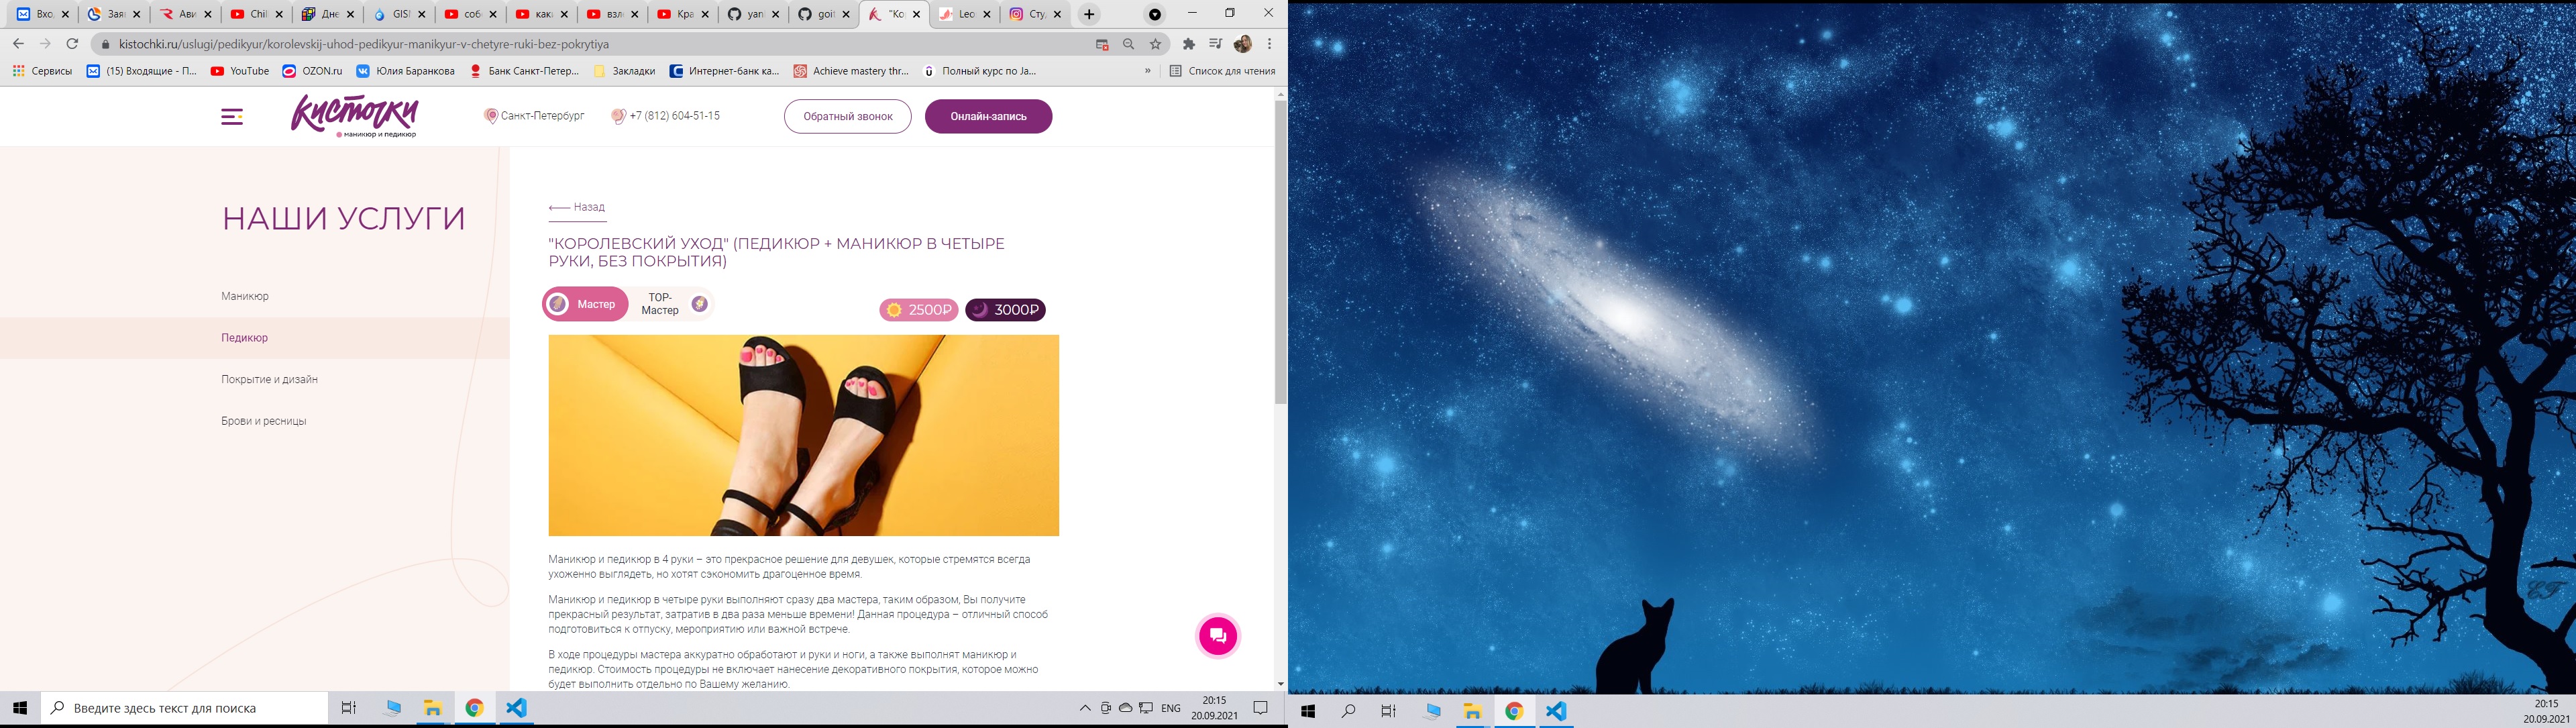 Вхо,
Зая
Ави
Chil
Дне
GISM
соб
как
взл
Кра
yan
goit
"Ко
Leo
Сту
kistochki.ru/uslugi/pedikyur/korolevskij-uhod-pedikyur-manikyur-v-chetyre-ruki-bez-pokrytiya
Сервисы
(15) Входящие - П...
YouTube
OZON.ru
Юлия Баранкова
Банк Санкт-Петер...
Закладки
Интернет-банк ка...
Achieve mastery thr...
Полный курс по Ja...
»
Список для чтения
кисточки
маникюр и педикюр
Санкт-Петербург
+7 (812) 604-51-15
Обратный звонок
Онлайн-запись
НАШИ УСЛУГИ
Маникюр
Педикюр
Покрытие и дизайн
Брови и ресницы
Назад
"КОРОЛЕВСКИЙ УХОД" (ПЕДИКЮР + МАНИКЮР В ЧЕТЫРЕ
РУКИ, БЕЗ ПОКРЫТИЯ)
Мастер
TOP-
Мастер
2500₽
3000₽
Маникюр и педикюр в 4 руки – это прекрасное решение для девушек, которые стремятся всегда
ухоженно выглядеть, но хотят сэкономить драгоценное время.
Маникюр и педикюр в четыре руки выполняют сразу два мастера, таким образом, Вы получите
прекрасный результат, затратив в два раза меньше времени! Данная процедура – отличный способ
подготовиться к отпуску, мероприятию или важной встрече.
В ходе процедуры мастера аккуратно обработают и руки и ноги, а также выполнят маникюр и
педикюр. Стоимость процедуры не включает нанесение декоративного покрытия, которое можно
будет выполнить отдельно по Вашему желанию.
Введите здесь текст для поиска
ENG
20:15
20.09.2021
20:15
20.09.2021